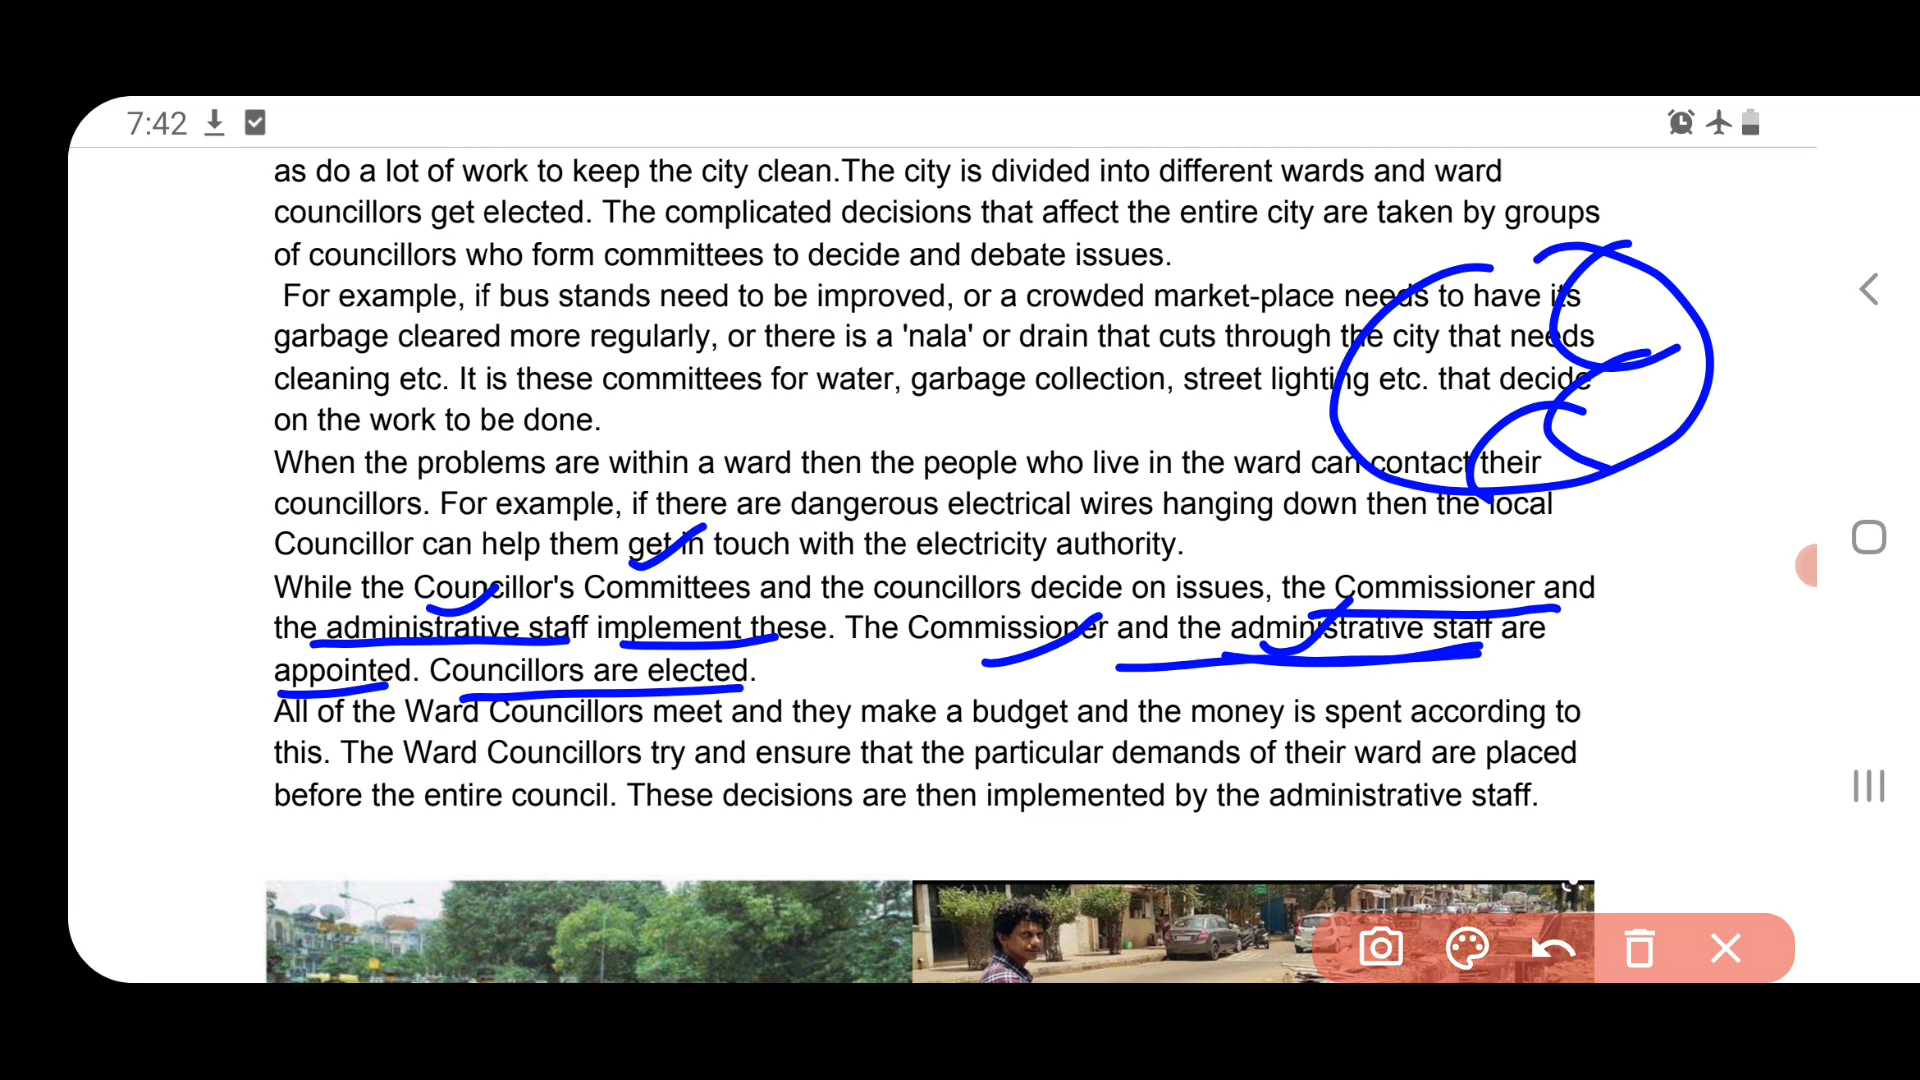 7:42
as do a lot of work to keep the city clean.The city is divided into different wards and ward
councillors get elected. The complicated decisions that affect the entire city are taken by groups
of councillors who form committees to decide and debate issues.
For example, if bus stands need to be improved, or a crowded market-place needs to have its
garbage cleared more regularly, or there is a 'nala' or drain that cuts through the city that needs
cleaning etc. It is these committees for water, garbage collection, street lighting etc. that decide
on the work to be done.
When the problems are within a ward then the people who live in the ward can contact their
councillors. For example, if there are dangerous electrical wires hanging down then the local
Councillor can help them get in touch with the electricity authority.
While the Councillor's Committees and the councillors decide on issues, the Commissioner and
the administrative staff implement these. The Commissioner and the administrative staff are
appointed. Councillors are elected.
All of the Ward Councillors meet and they make a budget and the money is spent according to
this. The Ward Councillors try and ensure that the particular demands of their ward are placed
before the entire council. These decisions are then implemented by the administrative staff.